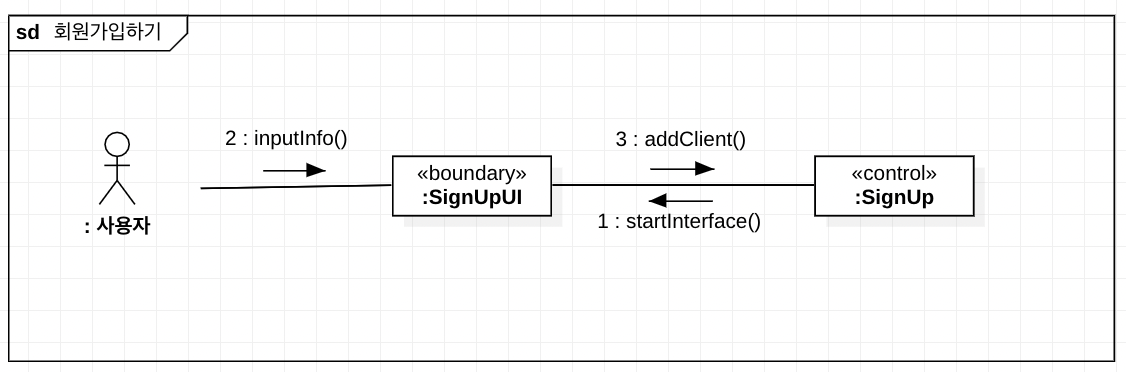 sd 회원가입하기
2 : inputInfo()
3 : addClient()
«boundary»
:SignUpUI
«control»
:SignUp
1 : startInterface()
: 사용자